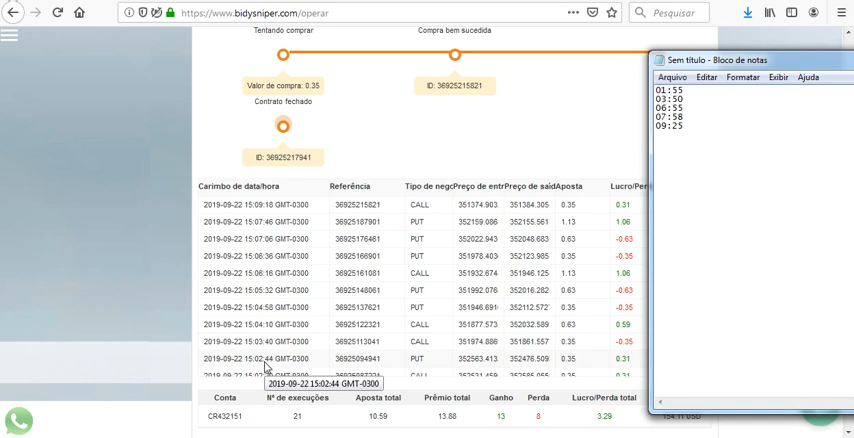 https://www.bidysniper.com/operar
Pesquisar
Tentando comprar
Compra bem sucedida
Valor de compra: 0.35
ID: 36925215821
Contrato fechado
ID: 36925217941
Carimbo de data/hora Referência Tipo de negó Preço de entr Preço de saíd Aposta Lucro/Per
2019-09-22 15:09:18 GMT-0300 36925215821 CALL 351374.903 351384.305 0.35 0.31
2019-09-22 15:07:46 GMT-0300 36925187901 PUT 352159.086 352155.561 1.13 1.06
2019-09-22 15:07:06 GMT-0300 36925176461 PUT 352022.943 352048.683 0.63 -0.63
2019-09-22 15:06:36 GMT-0300 36925166901 PUT 351978.403 352123.985 0.35 -0.35
2019-09-22 15:06:16 GMT-0300 36925161081 CALL 351932.674 351946.125 1.13 1.06
2019-09-22 15:05:32 GMT-0300 36925148061 PUT 351992.076 352016.282 0.63 -0.63
2019-09-22 15:04:58 GMT-0300 36925137621 PUT 351946.691 352112.572 0.35 -0.35
2019-09-22 15:04:10 GMT-0300 36925122321 CALL 351877.573 352032.589 0.63 0.59
2019-09-22 15:03:40 GMT-0300 36925113041 CALL 351974.886 351861.557 0.35 -0.35
2019-09-22 15:02:44 GMT-0300 36925094941 PUT 352563.413 352476.509 0.35 0.31
2019-09-22 15:02:44 GMT-0300
Conta Nº de execuções Aposta total Prêmio total Ganho Perda Lucro/Perda total
CR432151 21 10.59 13.88 13 8 3.29 154.11 USD
Sem título - Bloco de notas
Arquivo Editar Formatar Exibir Ajuda
01:55
03:50
06:55
07:58
09:25